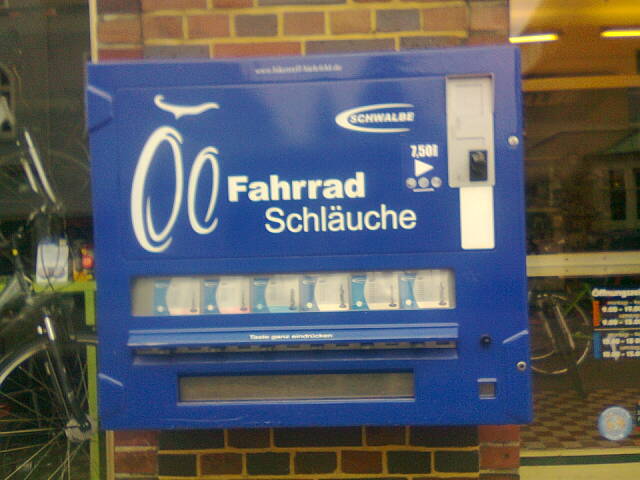 SCHWALBE
7,50
Fahrrad
Schläuche
Taste ganz eindrücken